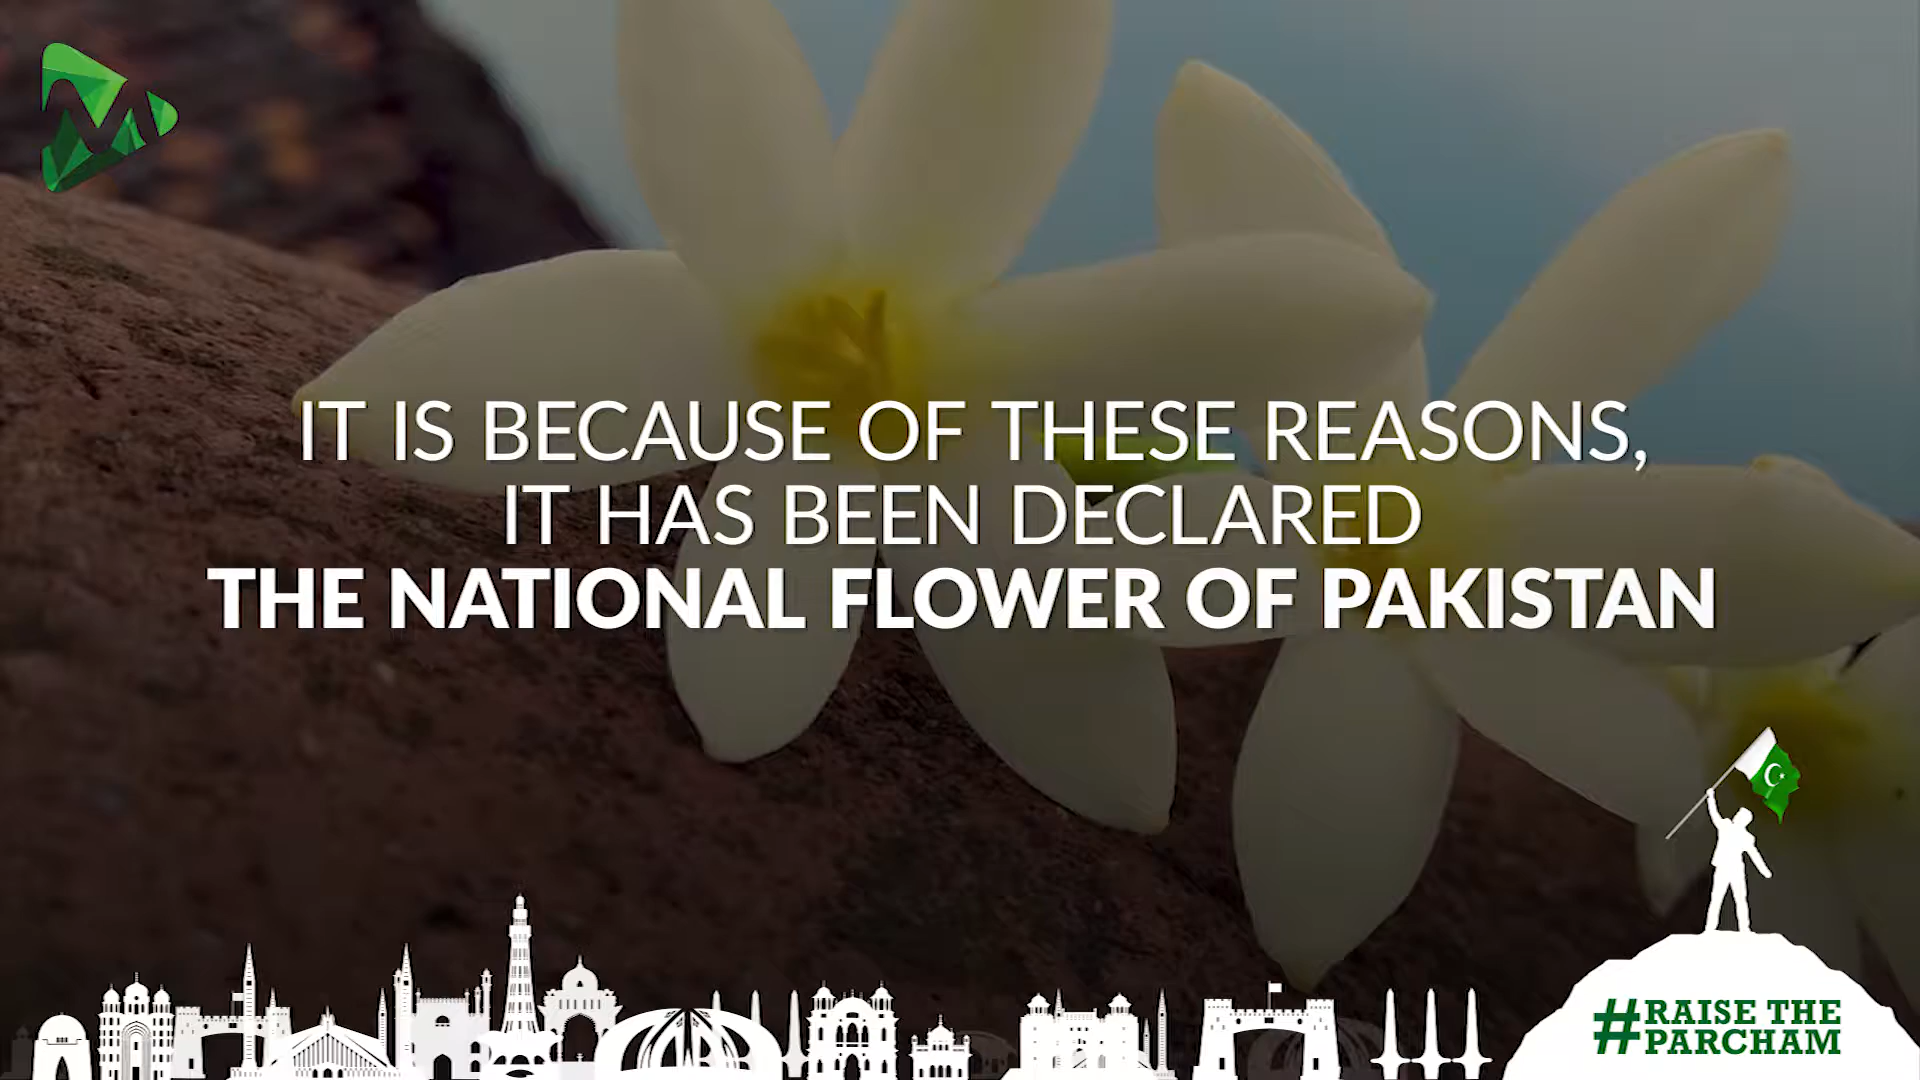 IT IS BECAUSE OF THESE REASONS,
IT HAS BEEN DECLARED
THE NATIONAL FLOWER OF PAKISTAN
#RAISE THE
PARCHAM